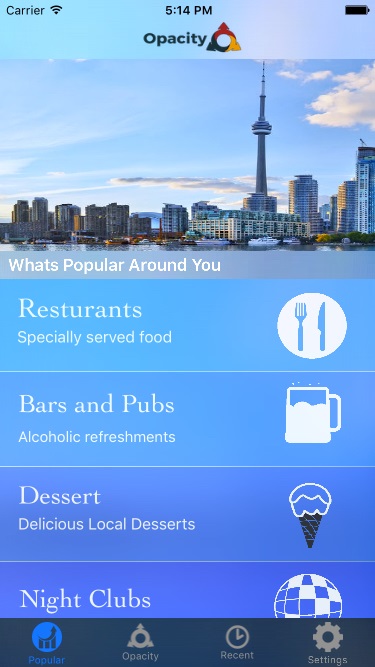 Carrier 5:14 PM
Opacity
Whats Popular Around You
Resturants
Specially served food
Bars and Pubs
Alcoholic refreshments
Dessert
Delicious Local Desserts
Night Clubs
Popular Opacity Recent Settings